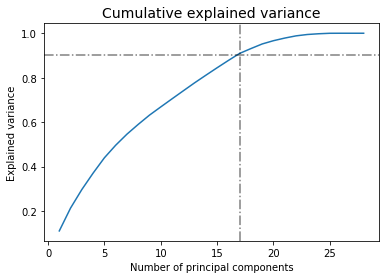 Cumulative explained variance
1.0
0.8
0.6
0.4
0.2
Explained variance
0 5 10 15 20 25
Number of principal components